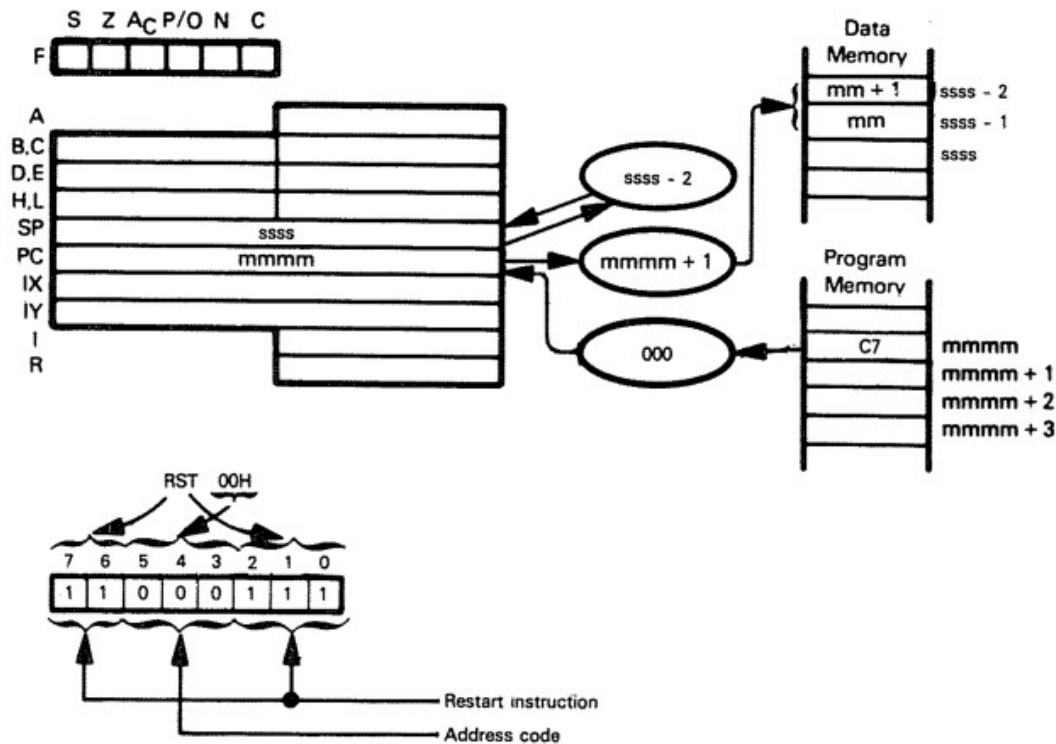 S Z AC P/O N C
F
A
B,C
D,E
H,L
SP
PC
IX
IY
I
R
ssss
mmmm
ssss - 2
mmmm + 1
000
Data
Memory
mm + 1 ssss - 2
mm ssss - 1
ssss
Program
Memory
C7 mmmm
mmmm + 1
mmmm + 2
mmmm + 3
RST 00H
7 6 5 4 3 2 1 0
1 1 0 0 0 1 1 1
Restart instruction
Address code